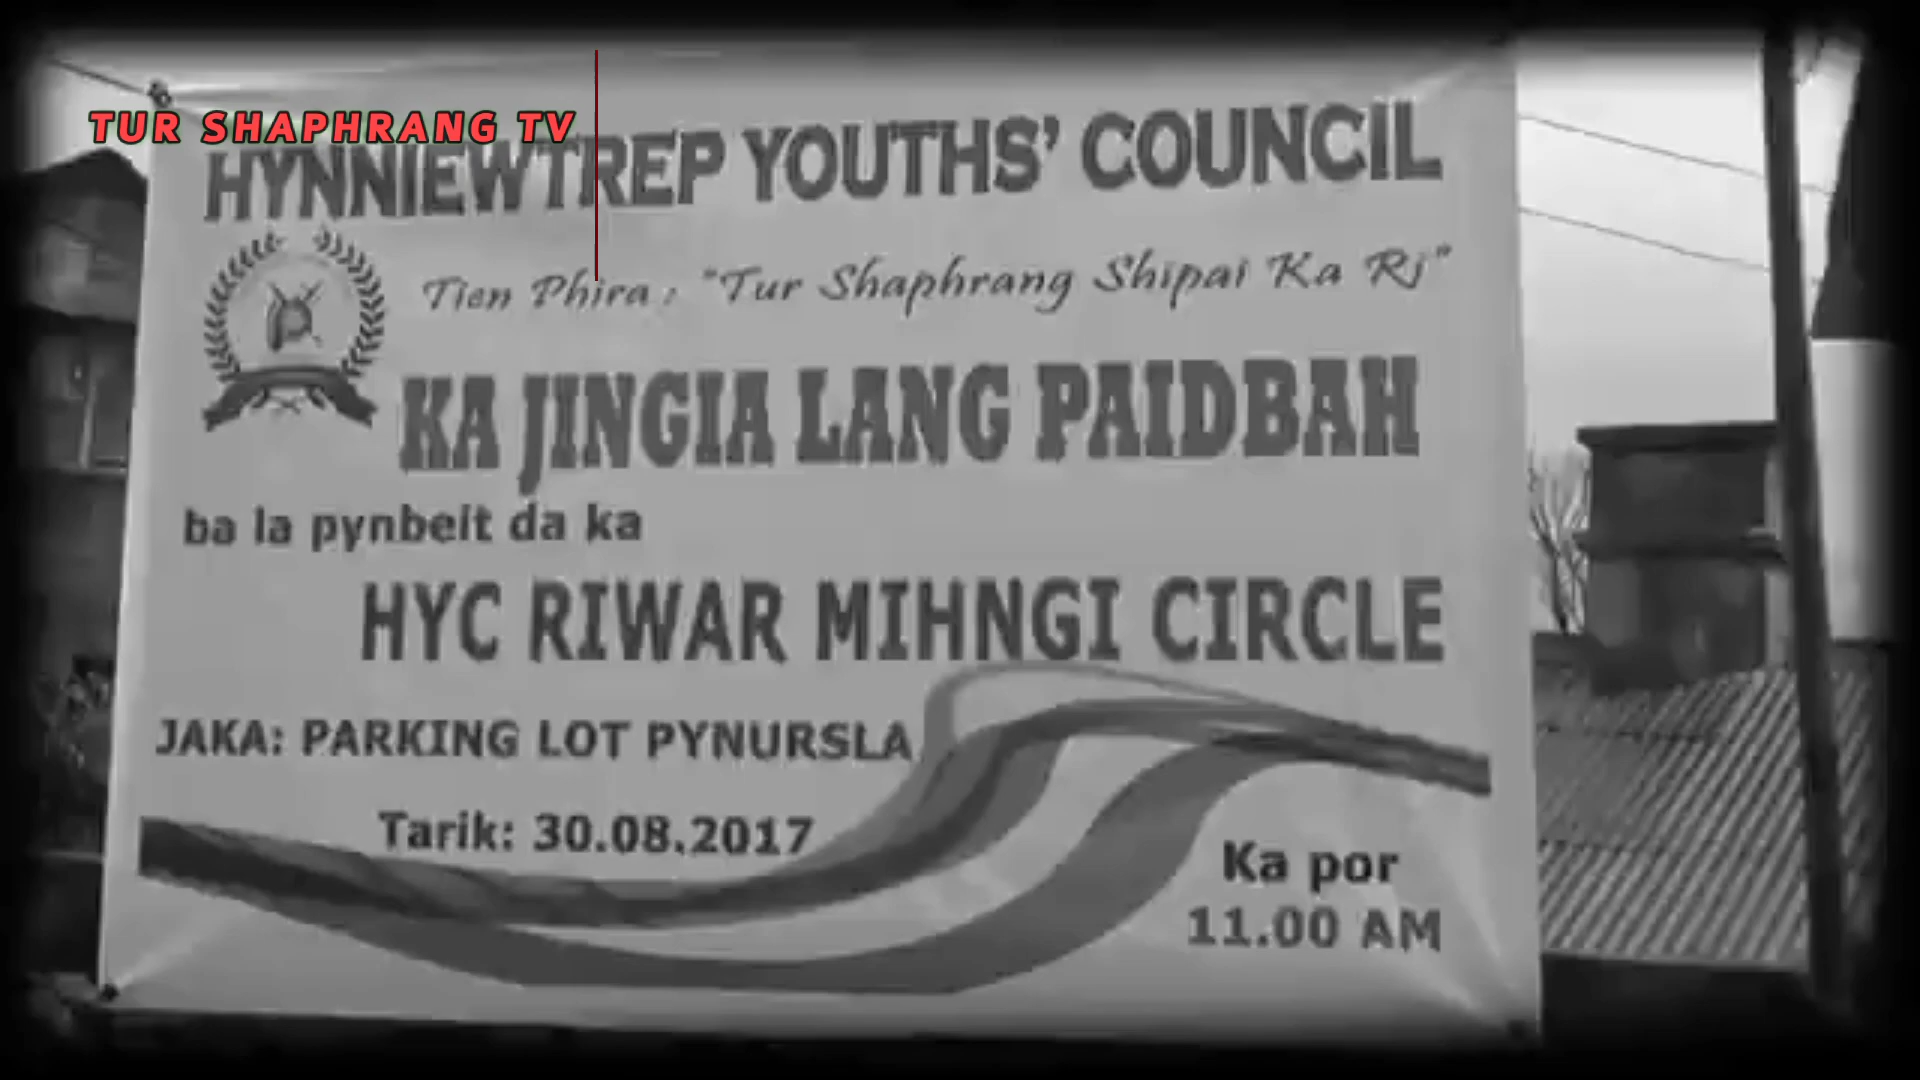 TUR SHAPHRANG TV
HYNNIEWTREP YOUTHS' COUNCIL
Tien Phira : "Tur Shaphrang Shipai Ka Ri"
KA JINGIA LANG PAIDBAH
ba la pynbeit da ka
HYC RIWAR MIHNGI CIRCLE
JAKA: PARKING LOT PYNURSLA
Tarik: 30.08.2017
Ka por
11.00 AM